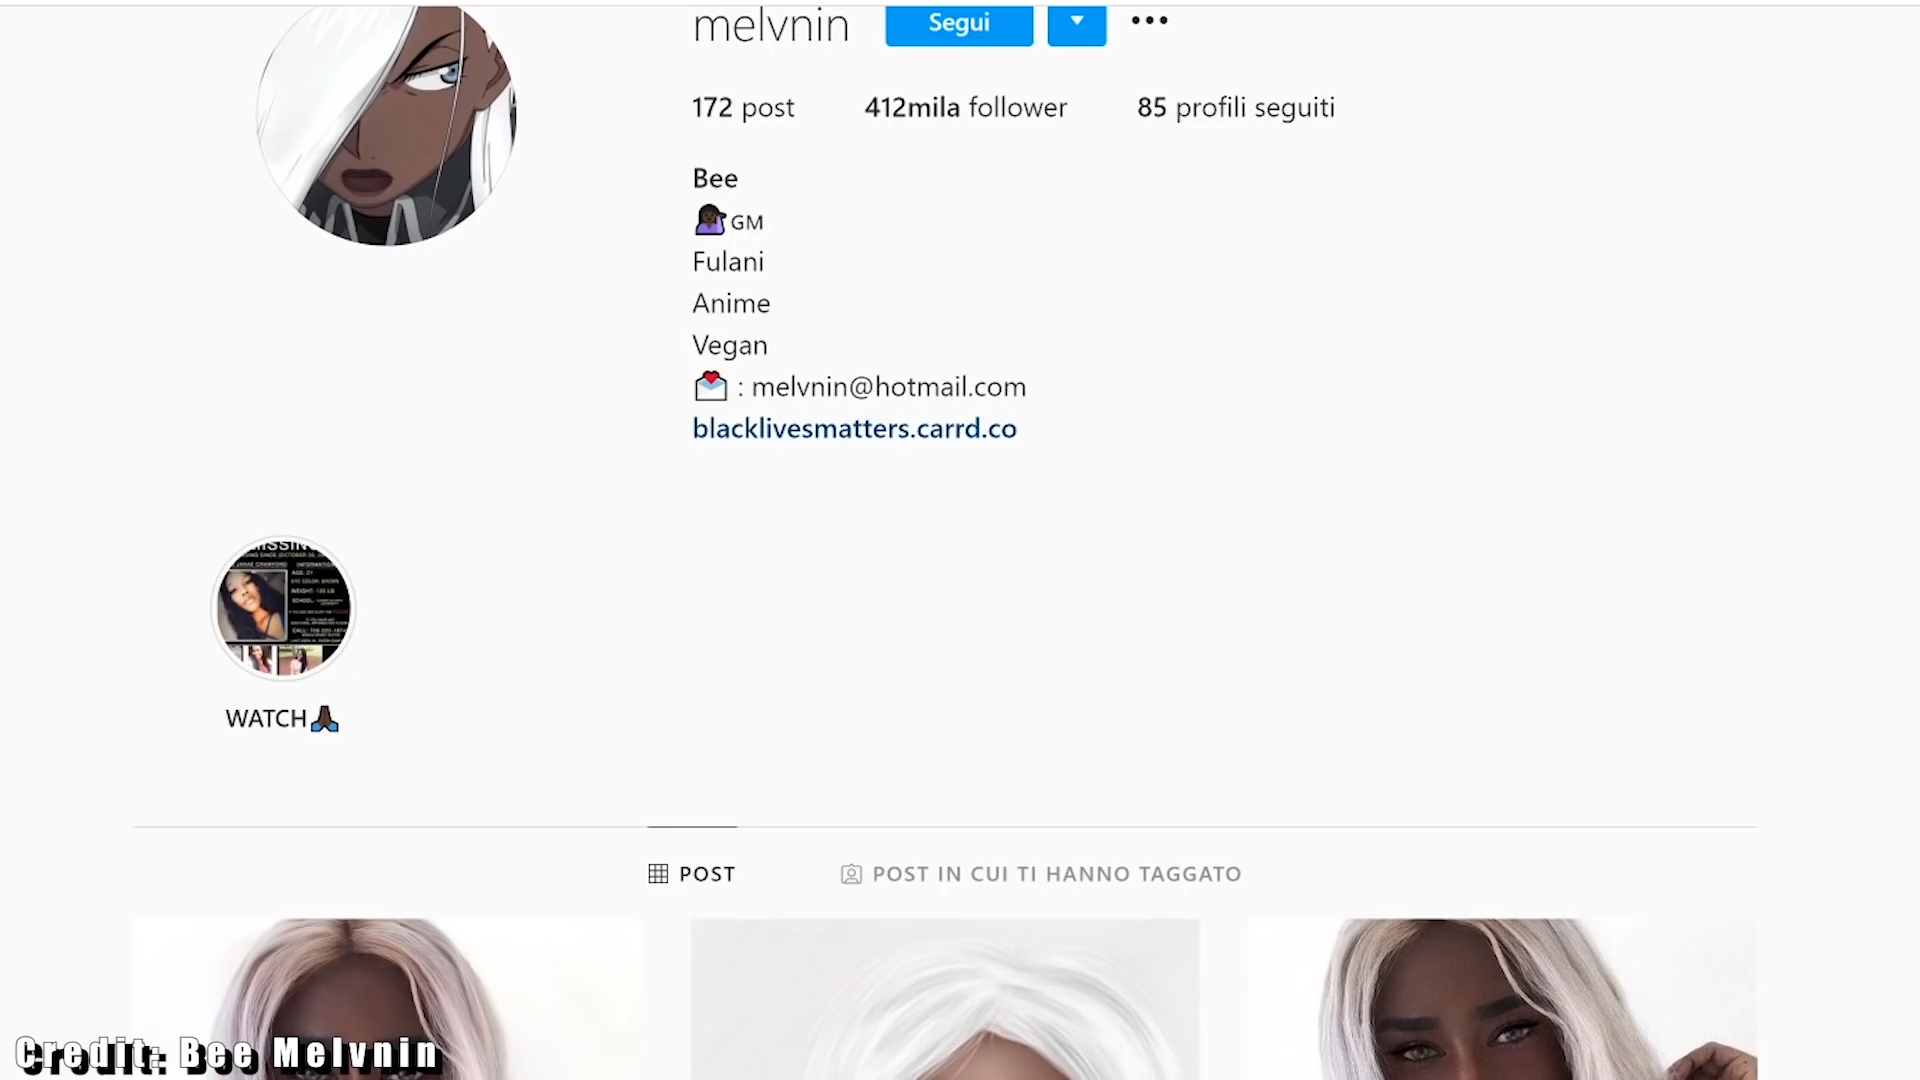 melvnin Segui
172 post 412mila follower 85 profili seguiti
Bee
GM
Fulani
Anime
Vegan
: melvnin@hotmail.com
blacklivesmatters.carrd.co
WATCH
POST POST IN CUI TI HANNO TAGGATO
Credit: Bee Melvnin